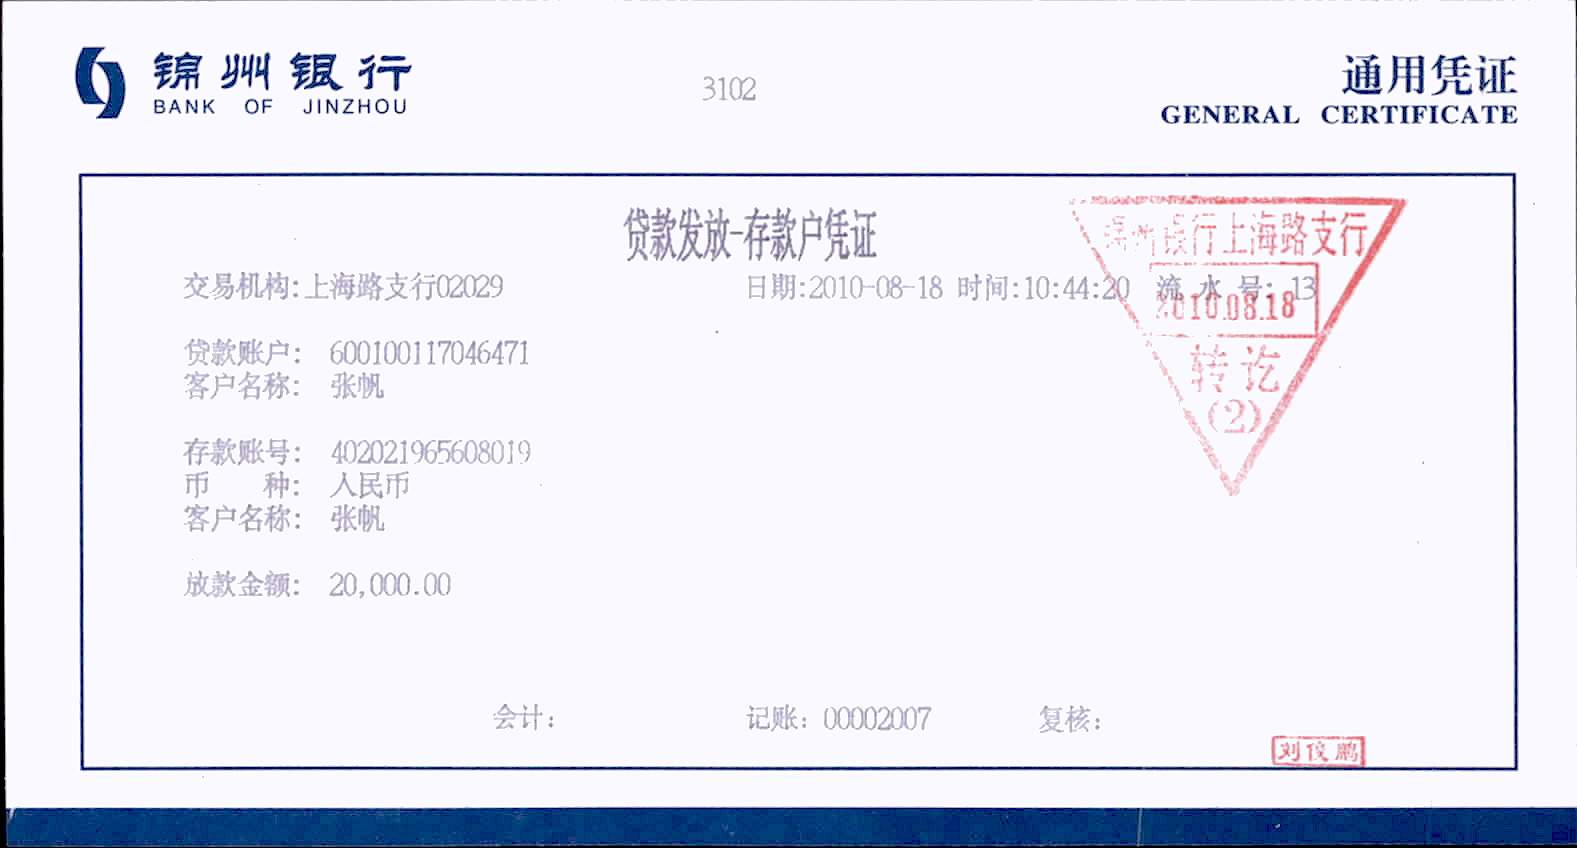 锦州银行
BANK OF JINZHOU
3102
通用凭证
GENERAL CERTIFICATE
贷款发放-存款户凭证
锦州银行上海路支行
交易机构:上海路支行02029 日期:2010-08-18 时间:10:44:20 流 水 号: 13
2010.08.18
贷款账户: 600100117046471
转讫
客户名称: 张帆
(2)
存款账号: 402021965608019
币 种: 人民币
客户名称: 张帆
放款金额: 20,000.00
会计: 记账: 00002007 复核:
刘俊鹏